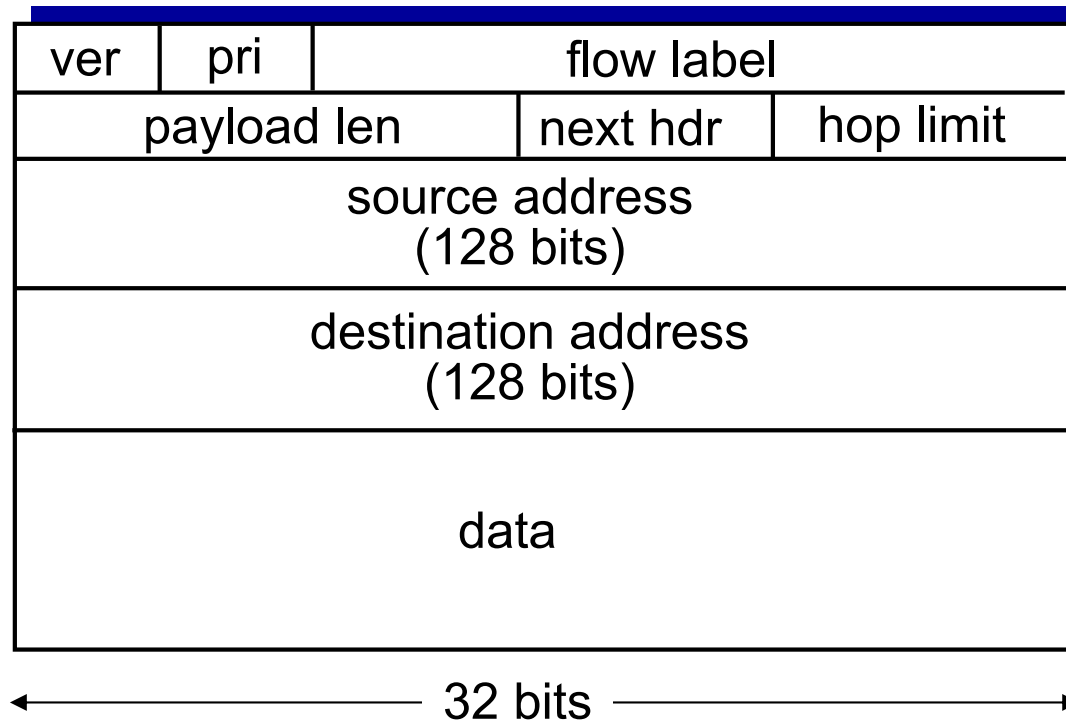 ver pri flow label
payload len next hdr hop limit
source address
(128 bits)
destination address
(128 bits)
data
32 bits